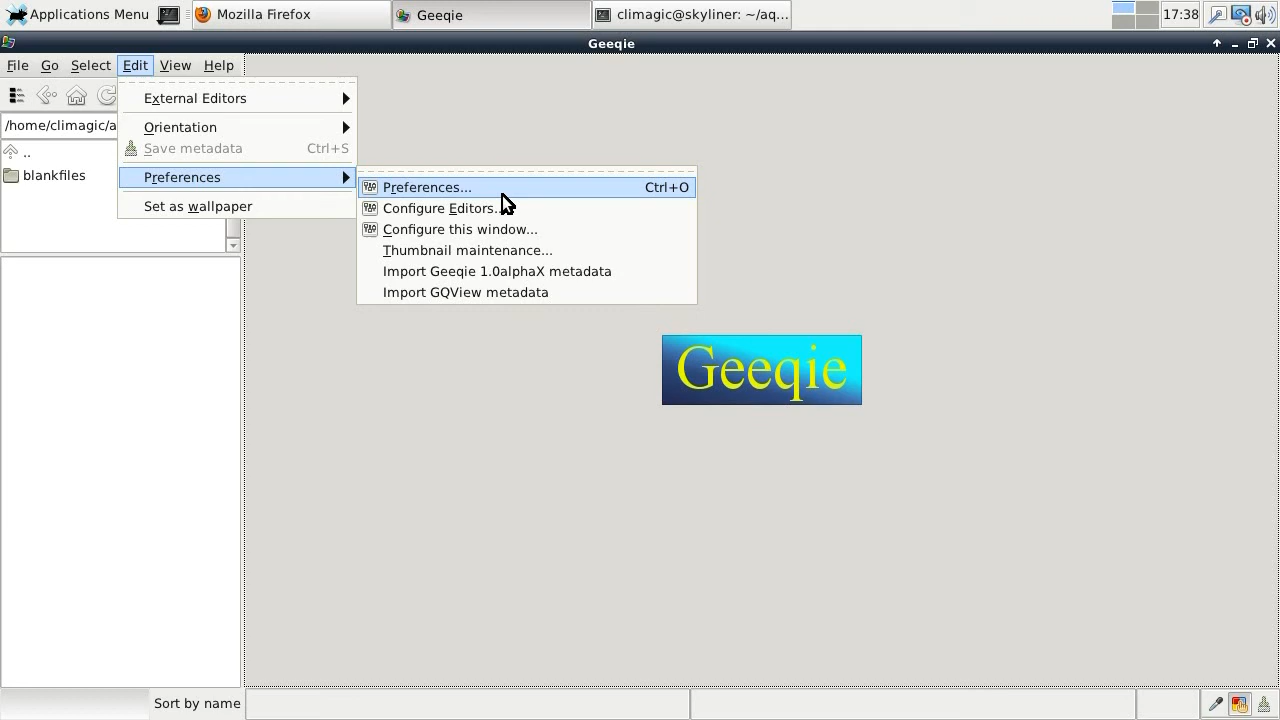 Applications Menu
Mozilla Firefox
Geeqie
climagic@skyliner: ~/aq...
17:38
Geeqie
File Go Select Edit View Help
External Editors
/home/climagic/a
Orientation
..
Save metadata Ctrl+S
blankfiles
Preferences
Preferences... Ctrl+O
Set as wallpaper
Configure Editors...
Configure this window...
Thumbnail maintenance...
Import Geeqie 1.0alphaX metadata
Import GQView metadata
Geeqie
Sort by name